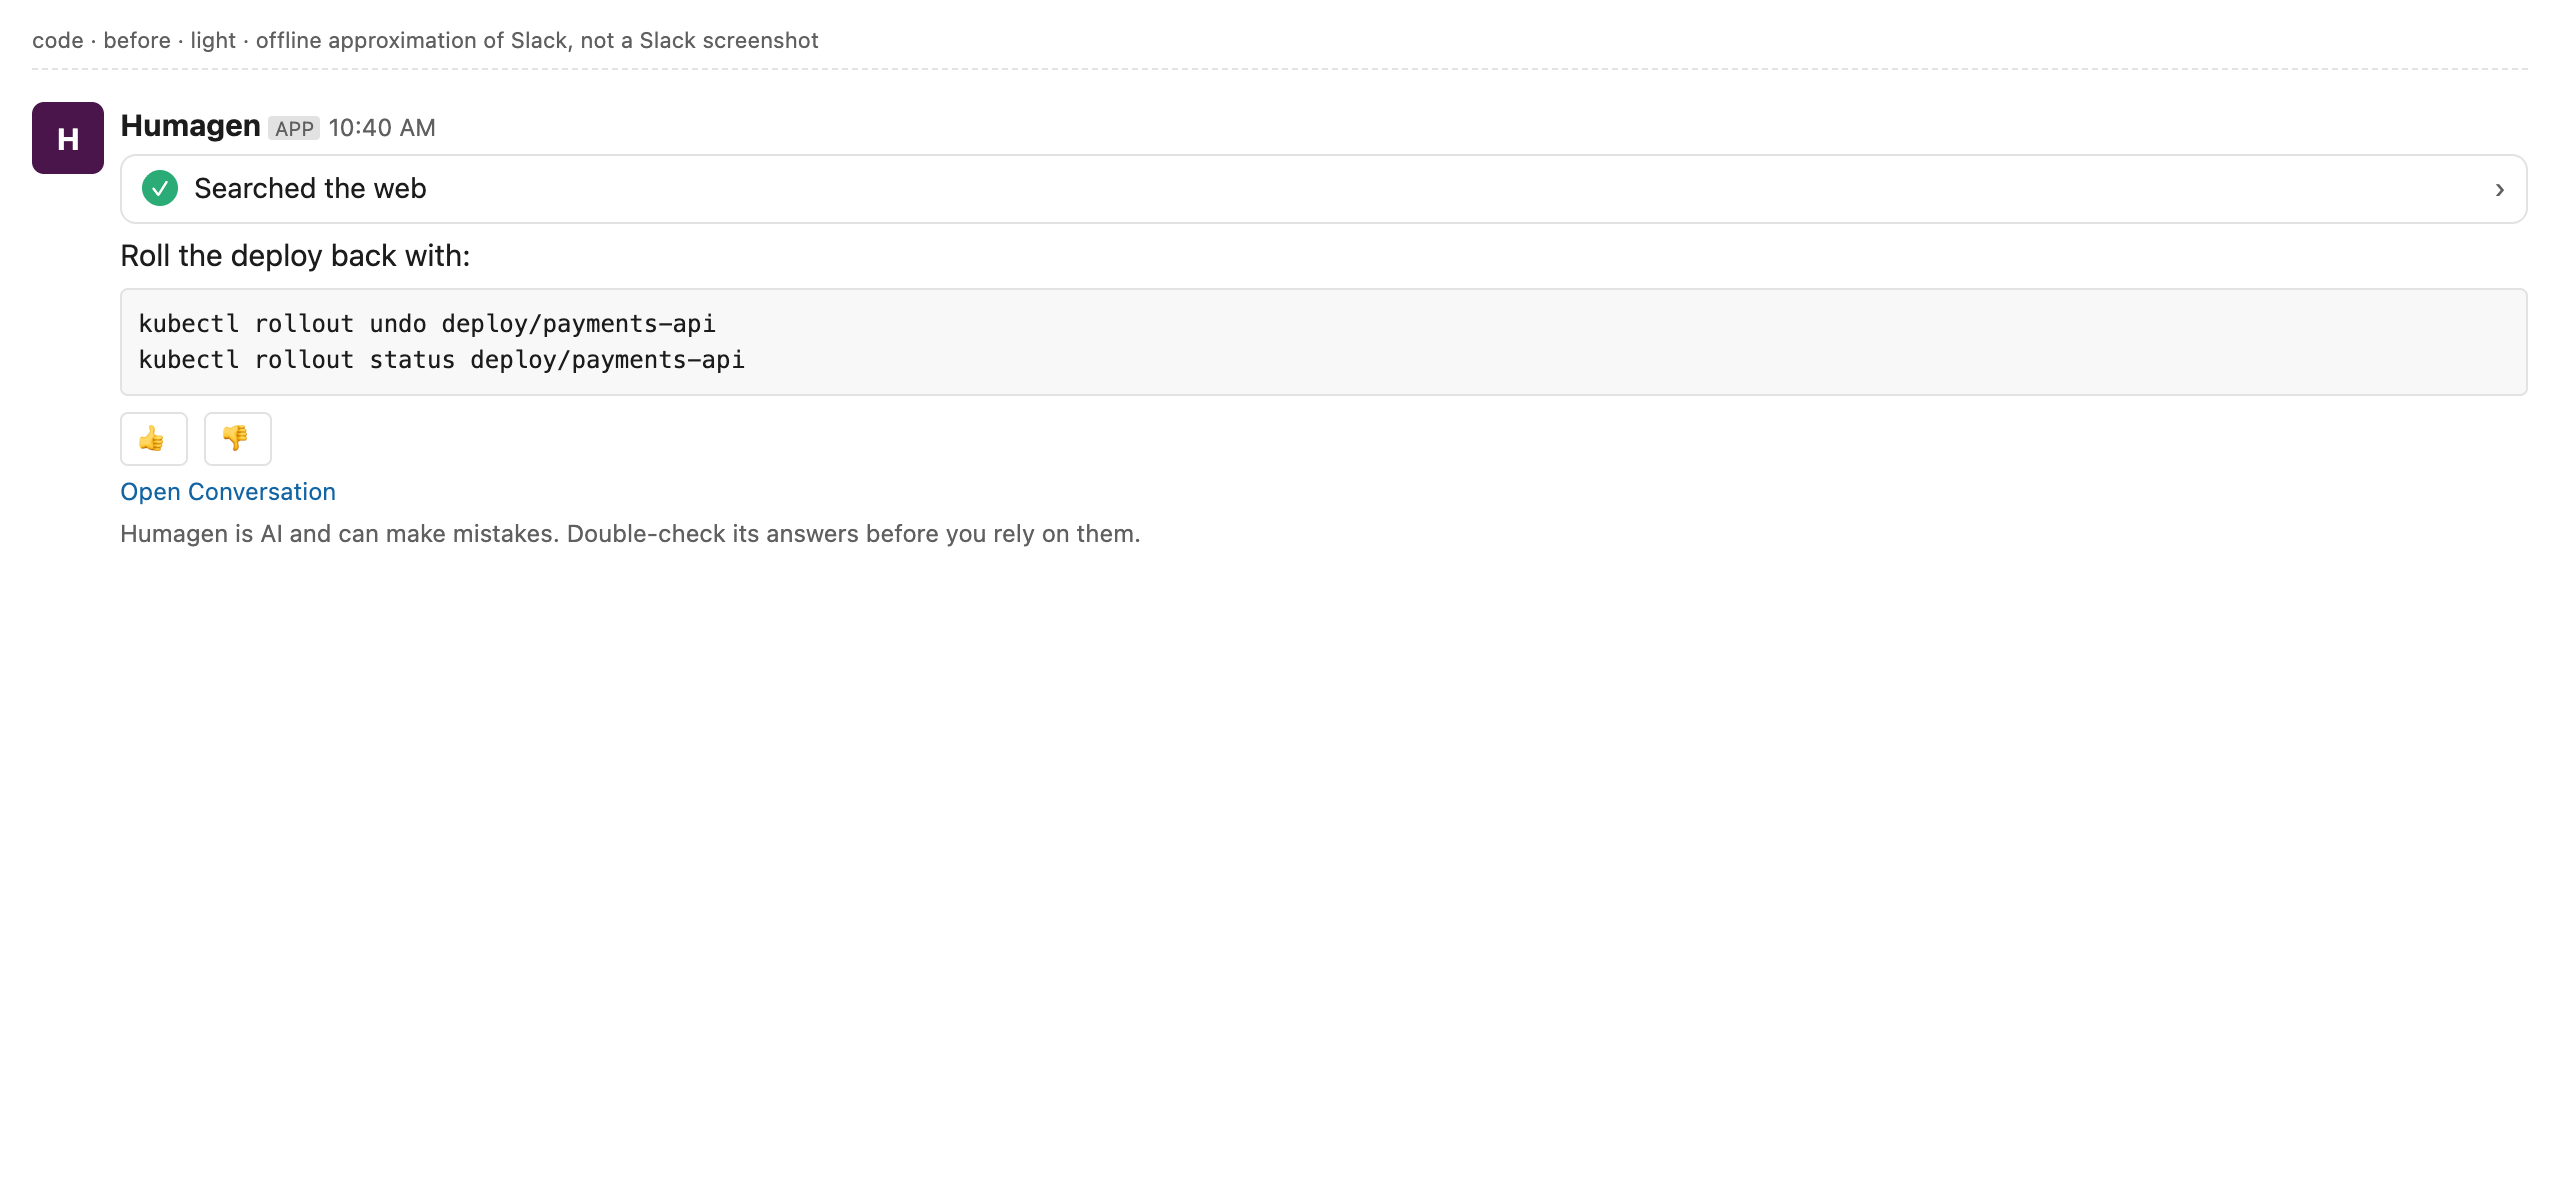 code · before · light · offline approximation of Slack, not a Slack screenshot
H
Humagen APP 10:40 AM
Searched the web
Roll the deploy back with:
kubectl rollout undo deploy/payments-api
kubectl rollout status deploy/payments-api
Open Conversation
Humagen is AI and can make mistakes. Double-check its answers before you rely on them.